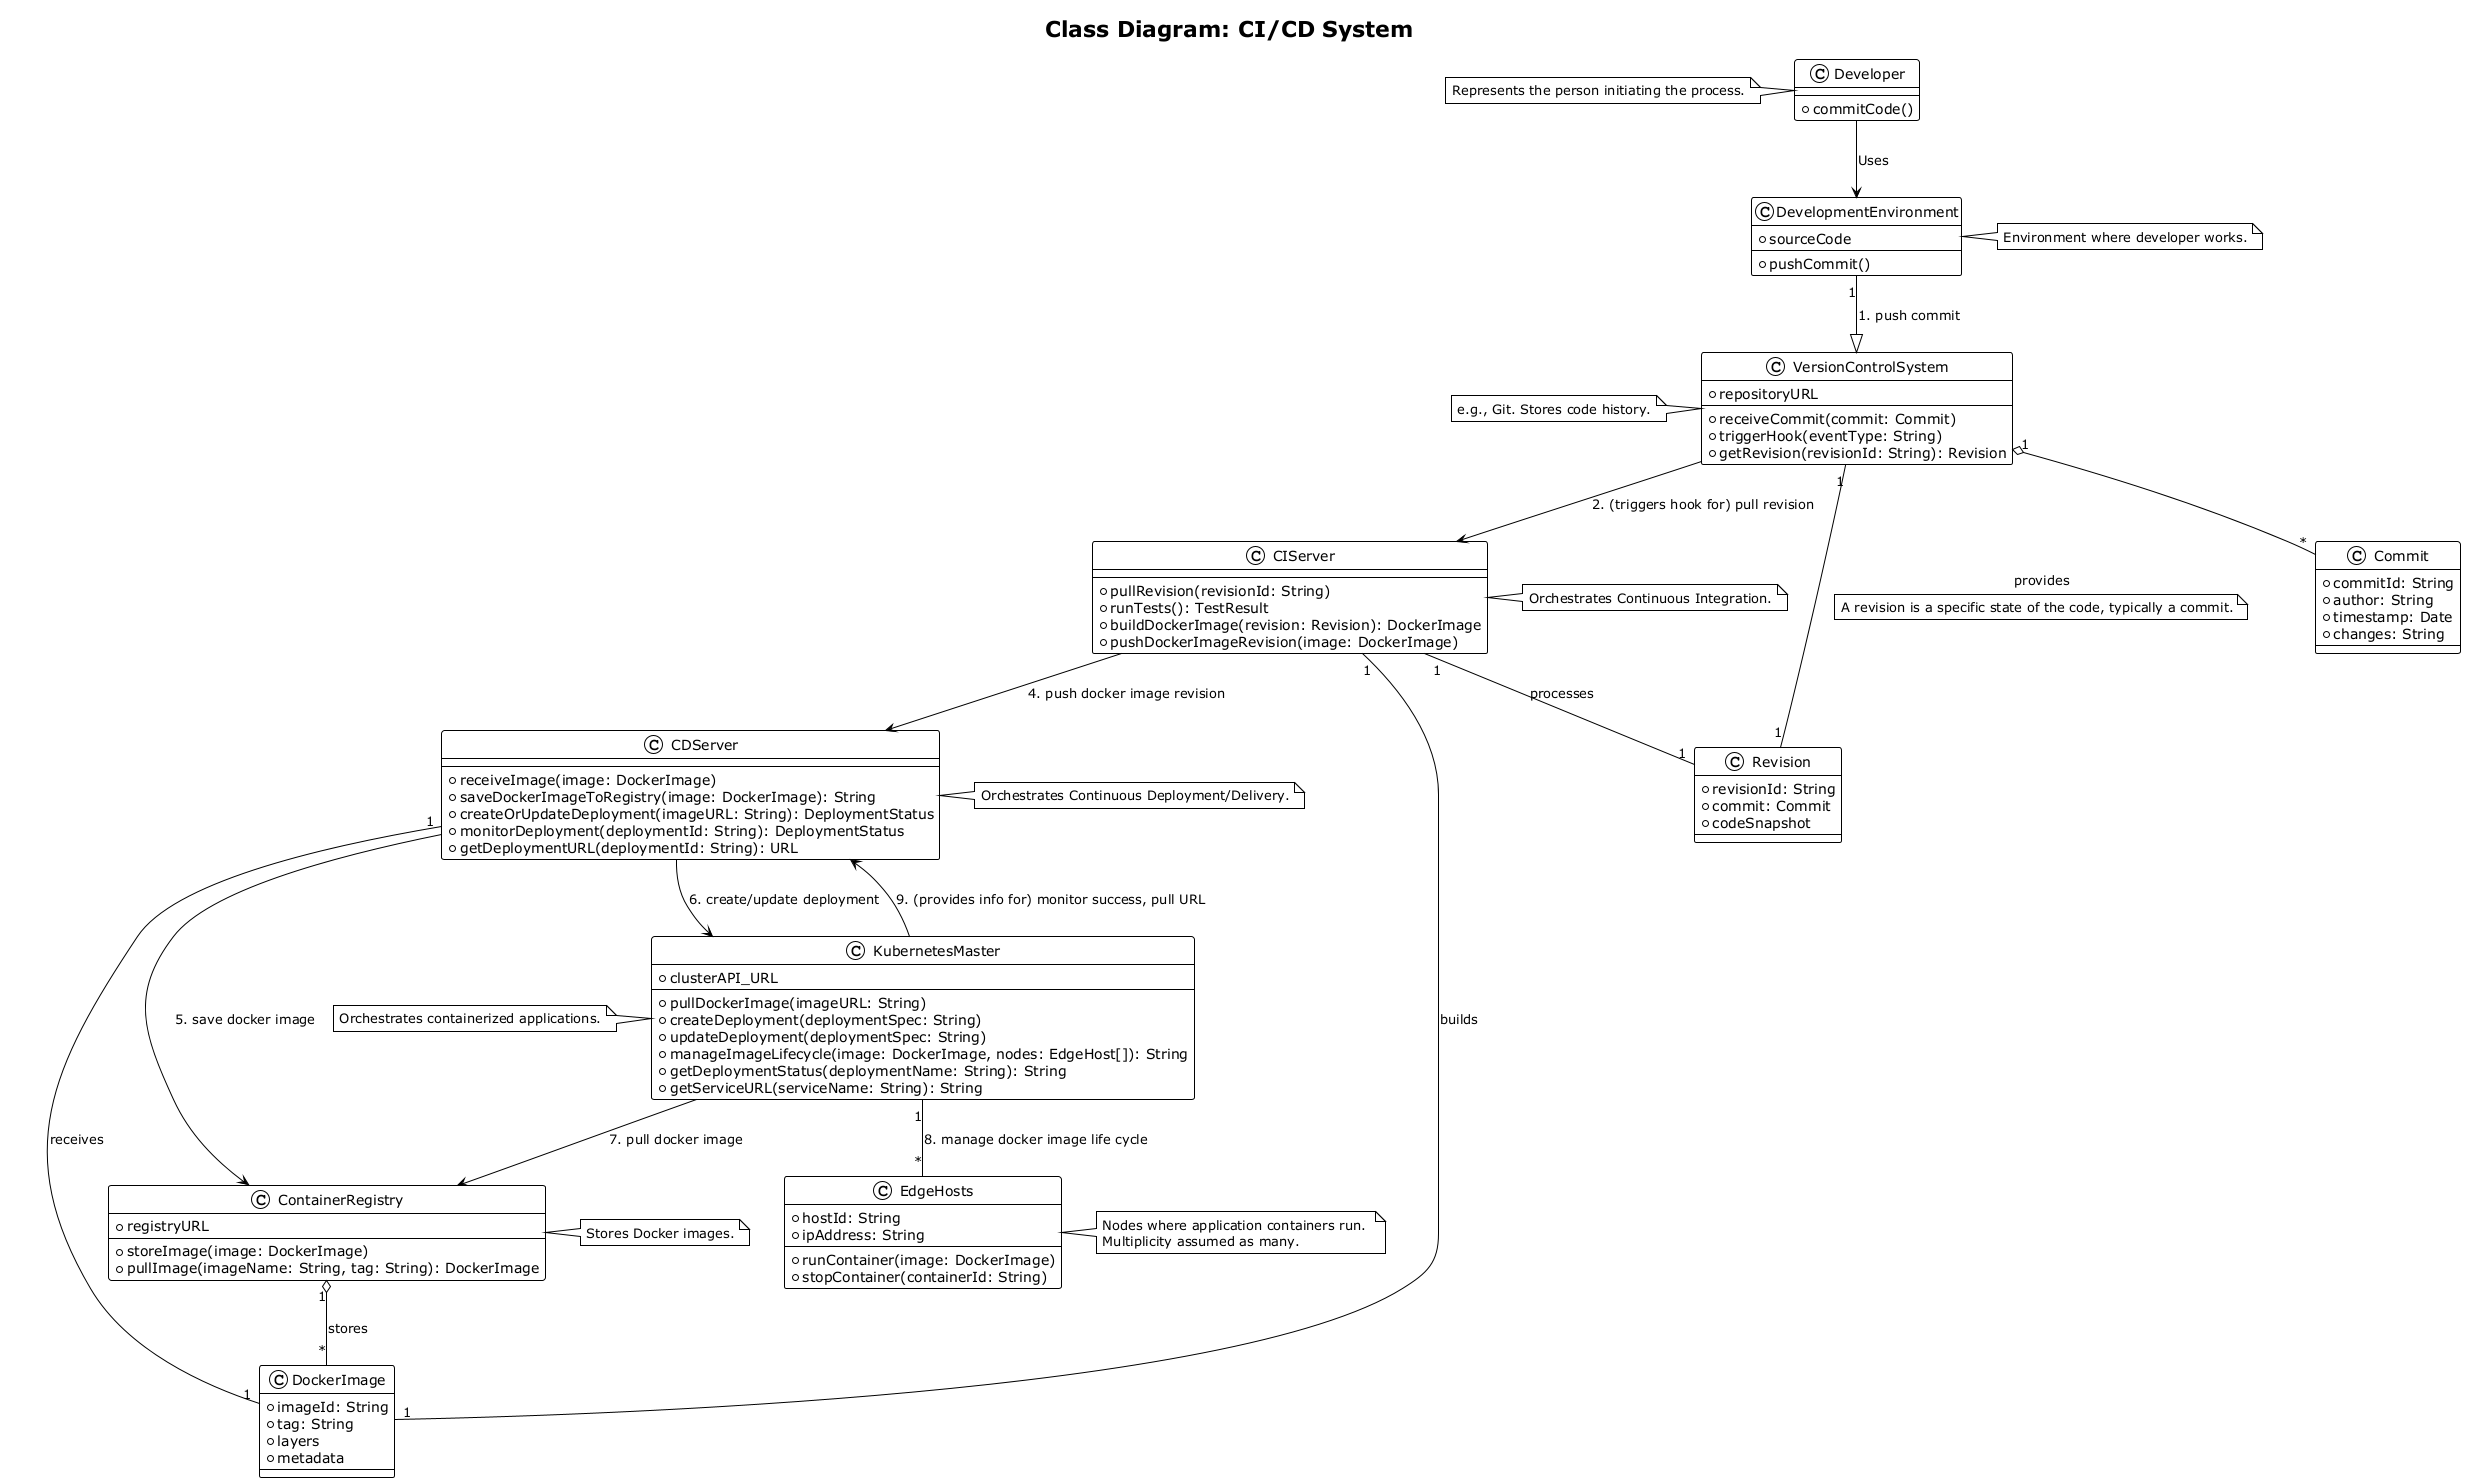 Class Diagram: CI/CD System
C Developer
commitCode()
Represents the person initiating the process.
Uses
C DevelopmentEnvironment
sourceCode
pushCommit()
Environment where developer works.
1
1. push commit
C VersionControlSystem
repositoryURL
receiveCommit(commit: Commit)
triggerHook(eventType: String)
getRevision(revisionId: String): Revision
e.g., Git. Stores code history.
1
1
2. (triggers hook for) pull revision
*
C CIServer
pullRevision(revisionId: String)
runTests(): TestResult
buildDockerImage(revision: Revision): DockerImage
pushDockerImageRevision(image: DockerImage)
Orchestrates Continuous Integration.
provides
A revision is a specific state of the code, typically a commit.
C Commit
commitId: String
author: String
timestamp: Date
changes: String
1
1
4. push docker image revision
processes
1
1
C CDServer
receiveImage(image: DockerImage)
saveDockerImageToRegistry(image: DockerImage): String
createOrUpdateDeployment(imageURL: String): DeploymentStatus
monitorDeployment(deploymentId: String): DeploymentStatus
getDeploymentURL(deploymentId: String): URL
Orchestrates Continuous Deployment/Delivery.
C Revision
revisionId: String
commit: Commit
codeSnapshot
1
6. create/update deployment
9. (provides info for) monitor success, pull URL
C KubernetesMaster
clusterAPI_URL
pullDockerImage(imageURL: String)
createDeployment(deploymentSpec: String)
updateDeployment(deploymentSpec: String)
manageImageLifecycle(image: DockerImage, nodes: EdgeHost[]): String
getDeploymentStatus(deploymentName: String): String
getServiceURL(serviceName: String): String
5. save docker image
Orchestrates containerized applications.
builds
1
receives
7. pull docker image
8. manage docker image life cycle
*
C ContainerRegistry
registryURL
storeImage(image: DockerImage)
pullImage(imageName: String, tag: String): DockerImage
Stores Docker images.
C EdgeHosts
hostId: String
ipAddress: String
runContainer(image: DockerImage)
stopContainer(containerId: String)
Nodes where application containers run.
Multiplicity assumed as many.
1
stores
*
1
1
C DockerImage
imageId: String
tag: String
layers
metadata